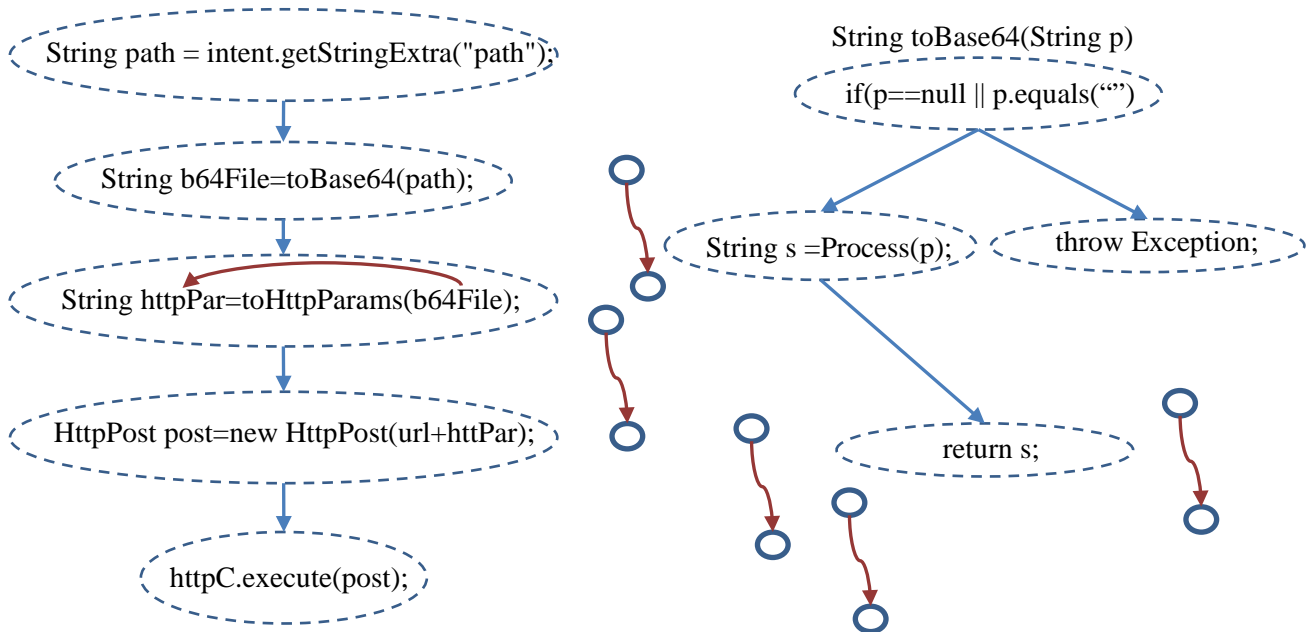 String path = intent.getStringExtra("path");
String b64File=toBase64(path);
String httpPar=toHttpParams(b64File);
HttpPost post=new HttpPost(url+httPar);
httpC.execute(post);
String toBase64(String p)
if(p==null || p.equals(“”)
String s =Process(p);
throw Exception;
return s;